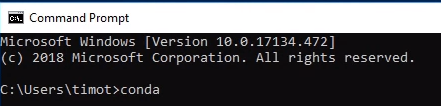 Command Prompt
Microsoft Windows [Version 10.0.17134.472]
(c) 2018 Microsoft Corporation. All rights reserved.
C:\Users\timot>conda